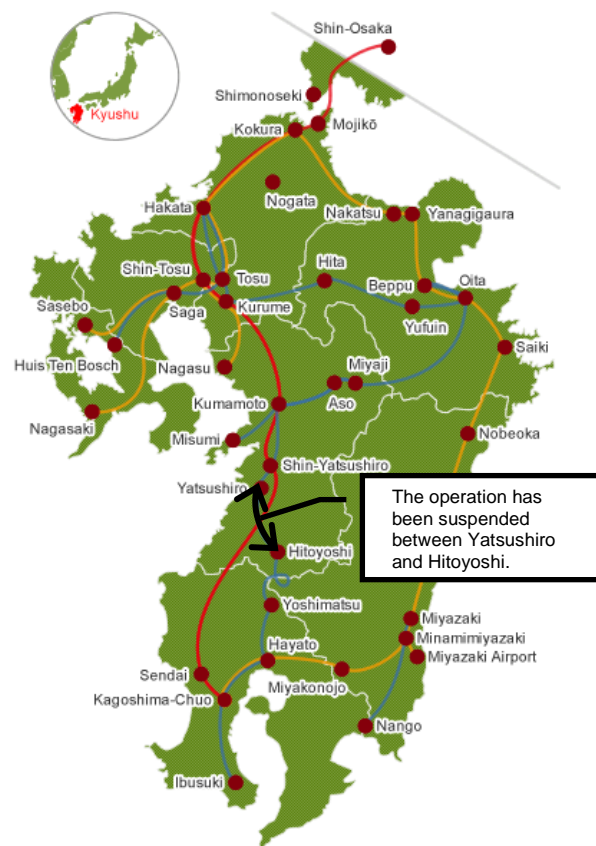 Shin-Osaka
Kyushu
Shimonoseki
Mojikō
Kokura
Nogata
Hakata
Nakatsu
Yanagigaura
Shin-Tosu
Tosu
Hita
Beppu
Oita
Sasebo
Saga
Kurume
Yufuin
Saiki
Huis Ten Bosch
Nagasu
Miyaji
Aso
Kumamoto
Nagasaki
Misumi
Nobeoka
Shin-Yatsushiro
Yatsushiro
The operation has
been suspended
between Yatsushiro
and Hitoyoshi.
Hitoyoshi
Yoshimatsu
Miyazaki
Minamimiyazaki
Hayato
Miyazaki Airport
Sendai
Miyakonojo
Kagoshima-Chuo
Nango
Ibusuki